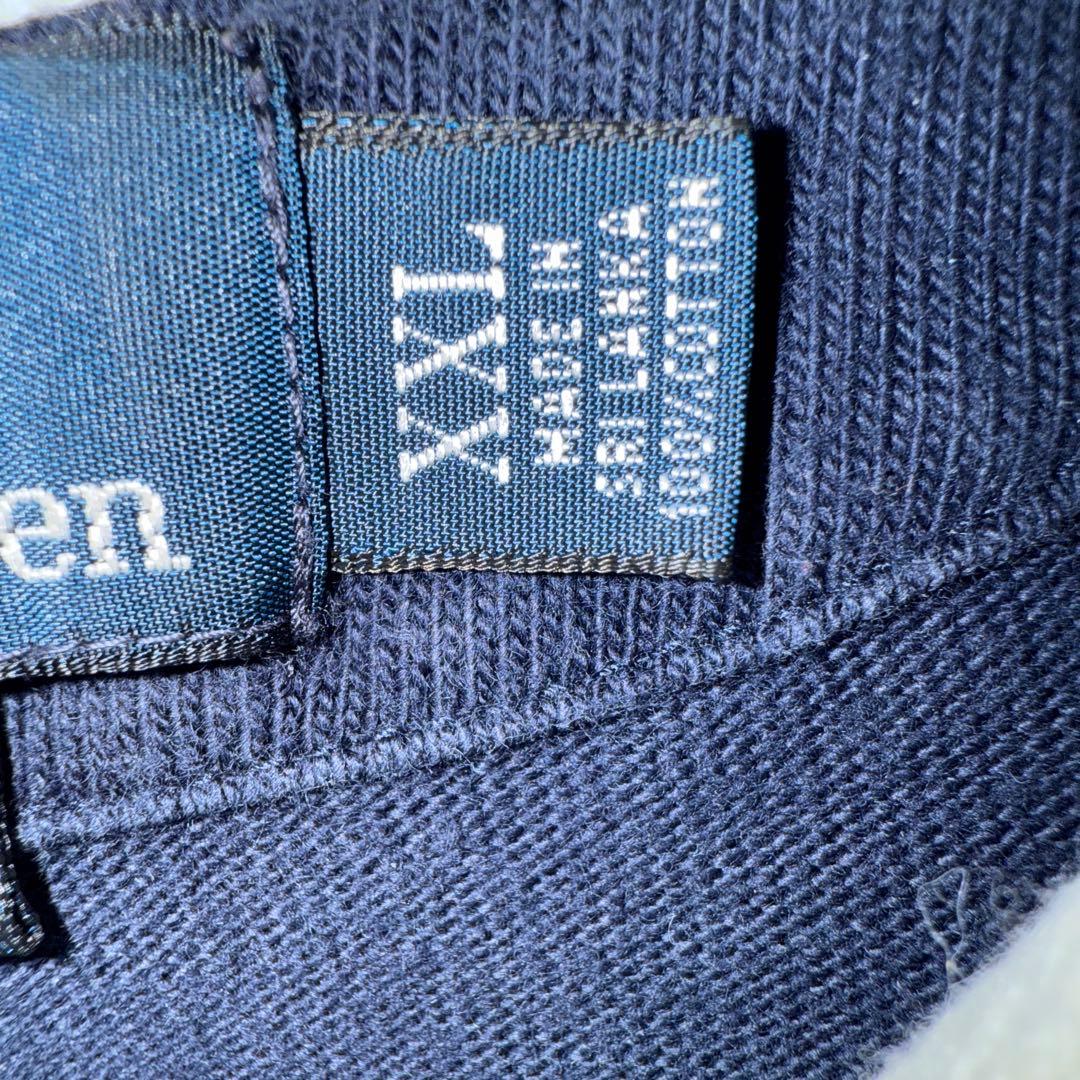 en
XXL
MADE IN
SRI LANKA
100% COTTON